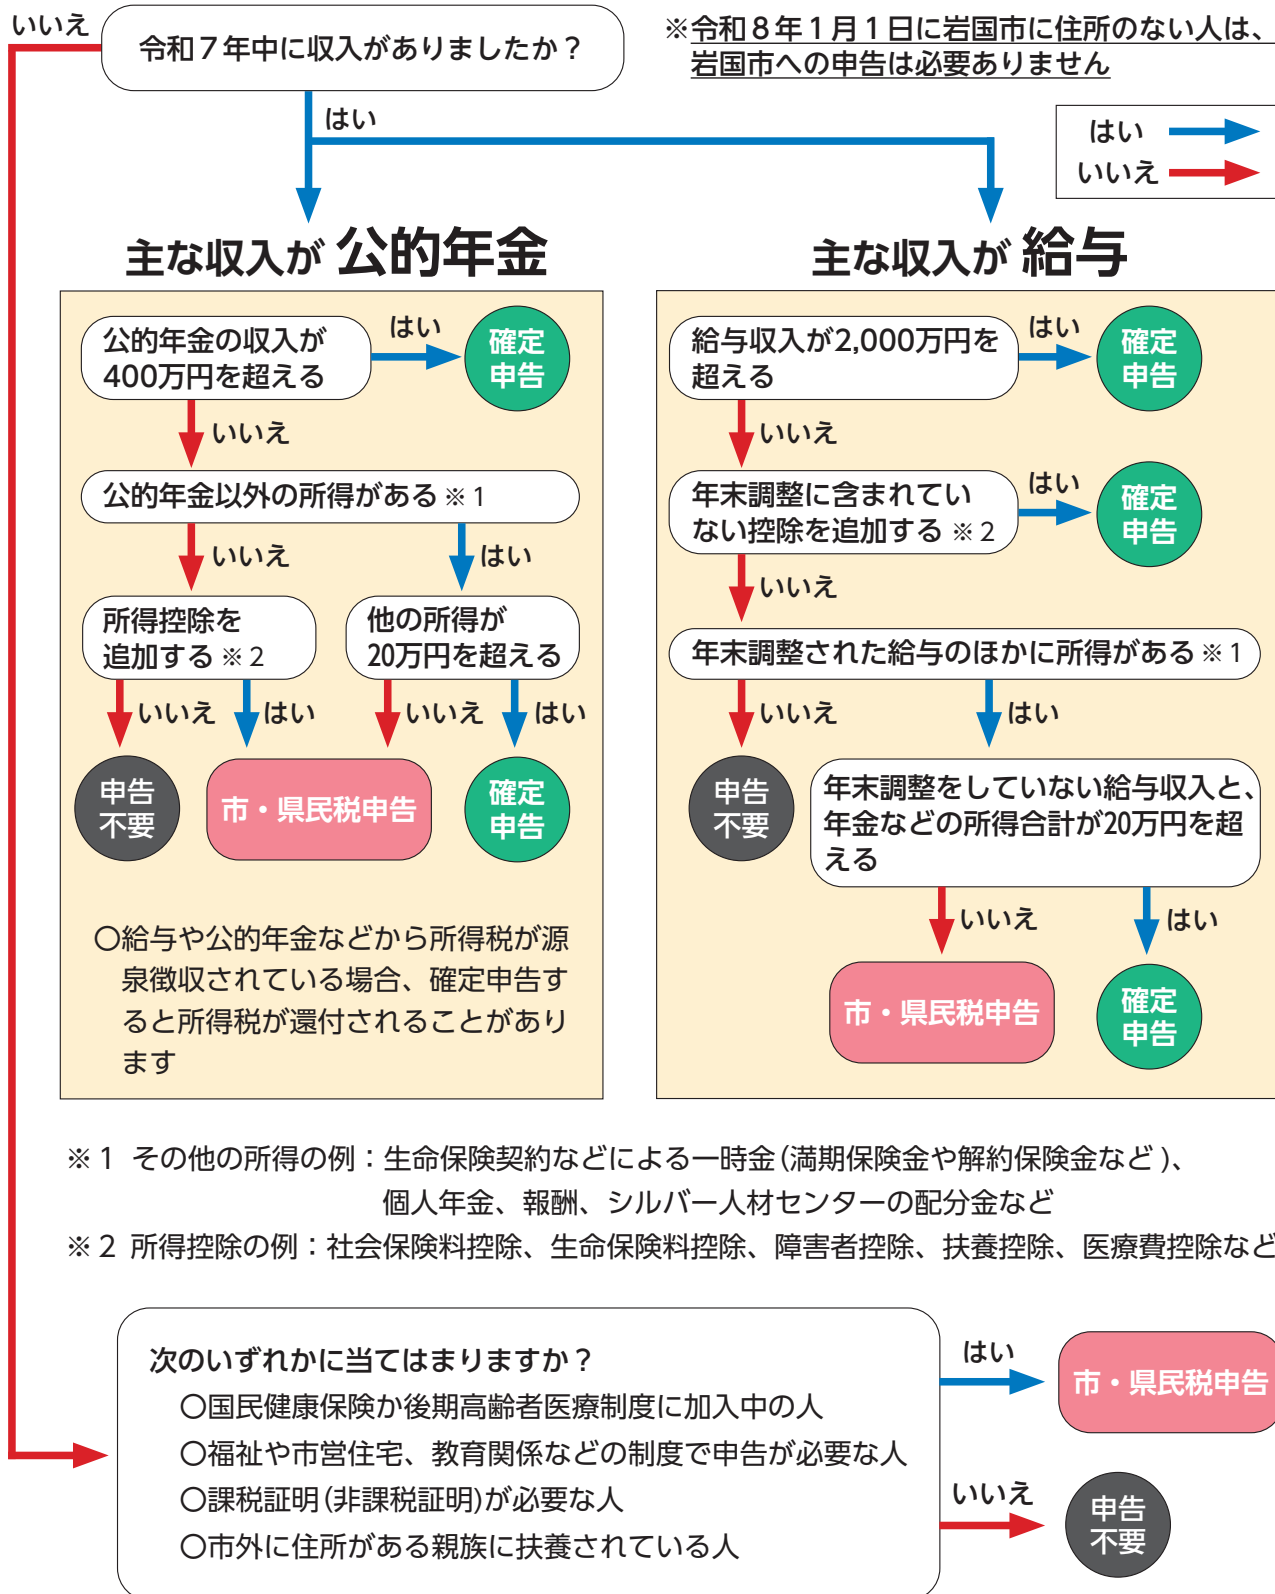 いいえ
令和７年中に収入がありましたか？
※令和８年１月１日に岩国市に住所のない人は、
岩国市への申告は必要ありません
はい
はい
いいえ
主な収入が 公的年金
公的年金の収入が
400万円を超える
はい
確定
申告
いいえ
公的年金以外の所得がある ※１
いいえ
はい
所得控除を
追加する ※２
他の所得が
20万円を超える
いいえ
はい
いいえ
はい
申告
不要
市・県民税申告
確定
申告
〇給与や公的年金などから所得税が源
泉徴収されている場合、確定申告す
ると所得税が還付されることがあり
ます
主な収入が 給与
給与収入が2,000万円を
超える
はい
確定
申告
いいえ
年末調整に含まれてい
ない控除を追加する ※２
はい
確定
申告
いいえ
年末調整された給与のほかに所得がある ※１
いいえ
はい
申告
不要
年末調整をしていない給与収入と、
年金などの所得合計が20万円を超
える
いいえ
はい
市・県民税申告
確定
申告
※１ その他の所得の例：生命保険契約などによる一時金(満期保険金や解約保険金など)、
個人年金、報酬、シルバー人材センターの配分金など
※２ 所得控除の例：社会保険料控除、生命保険料控除、障害者控除、扶養控除、医療費控除など
次のいずれかに当てはまりますか？
〇国民健康保険か後期高齢者医療制度に加入中の人
〇福祉や市営住宅、教育関係などの制度で申告が必要な人
〇課税証明(非課税証明)が必要な人
〇市外に住所がある親族に扶養されている人
はい
市・県民税申告
いいえ
申告
不要